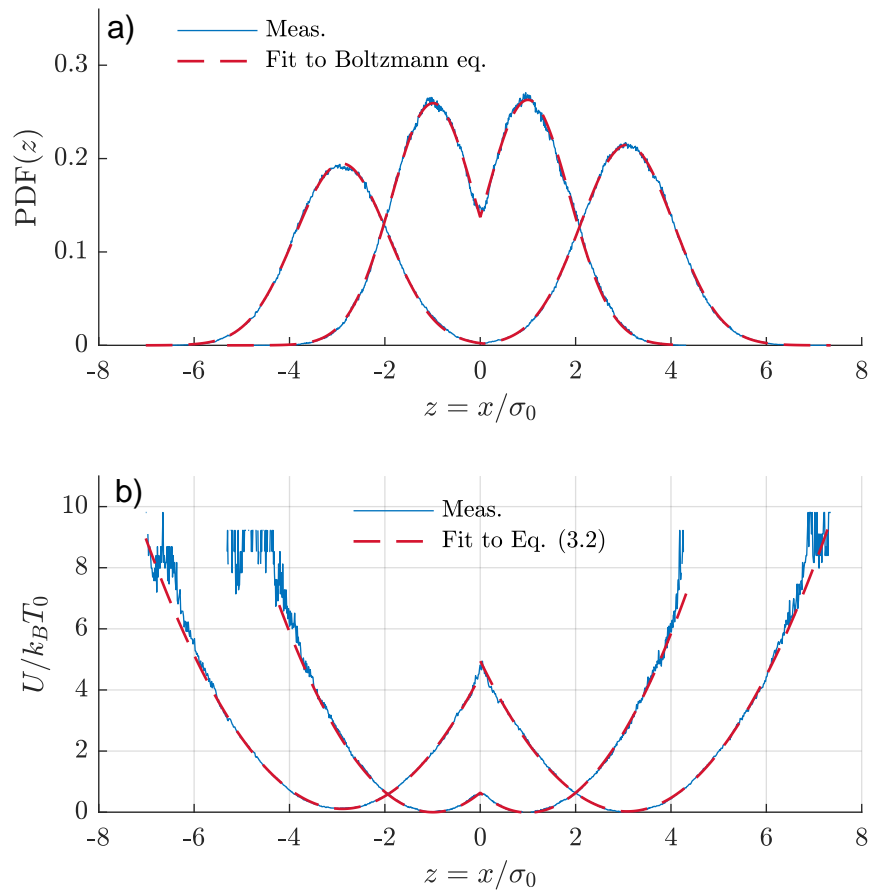 a)
Meas.
Fit to Boltzmann eq.
PDF(z)
0.3
0.2
0.1
0
-8 -6 -4 -2 0 2 4 6 8
z = x/σ₀
b)
Meas.
Fit to Eq. (3.2)
U/k_BT₀
10
8
6
4
2
0
-8 -6 -4 -2 0 2 4 6 8
z = x/σ₀